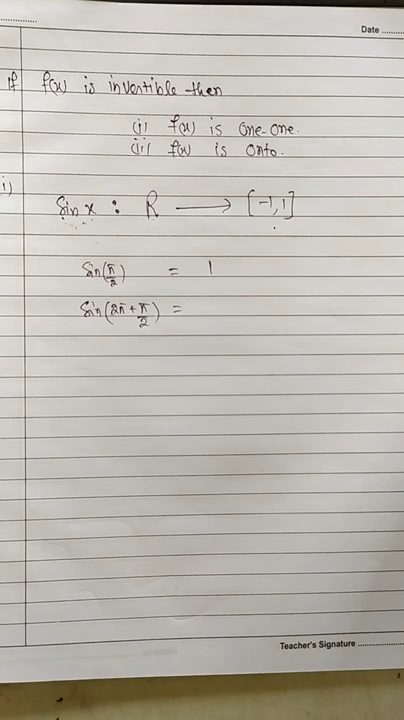 Date ..........
If f(x) is invertible then
(i) f(x) is one-one.
(ii) f(x) is onto.
i)
Sin x : R ⟶ [-1,1]
Sin(π/2) = 1
Sin(2π + π/2) =
Teacher's Signature ..................